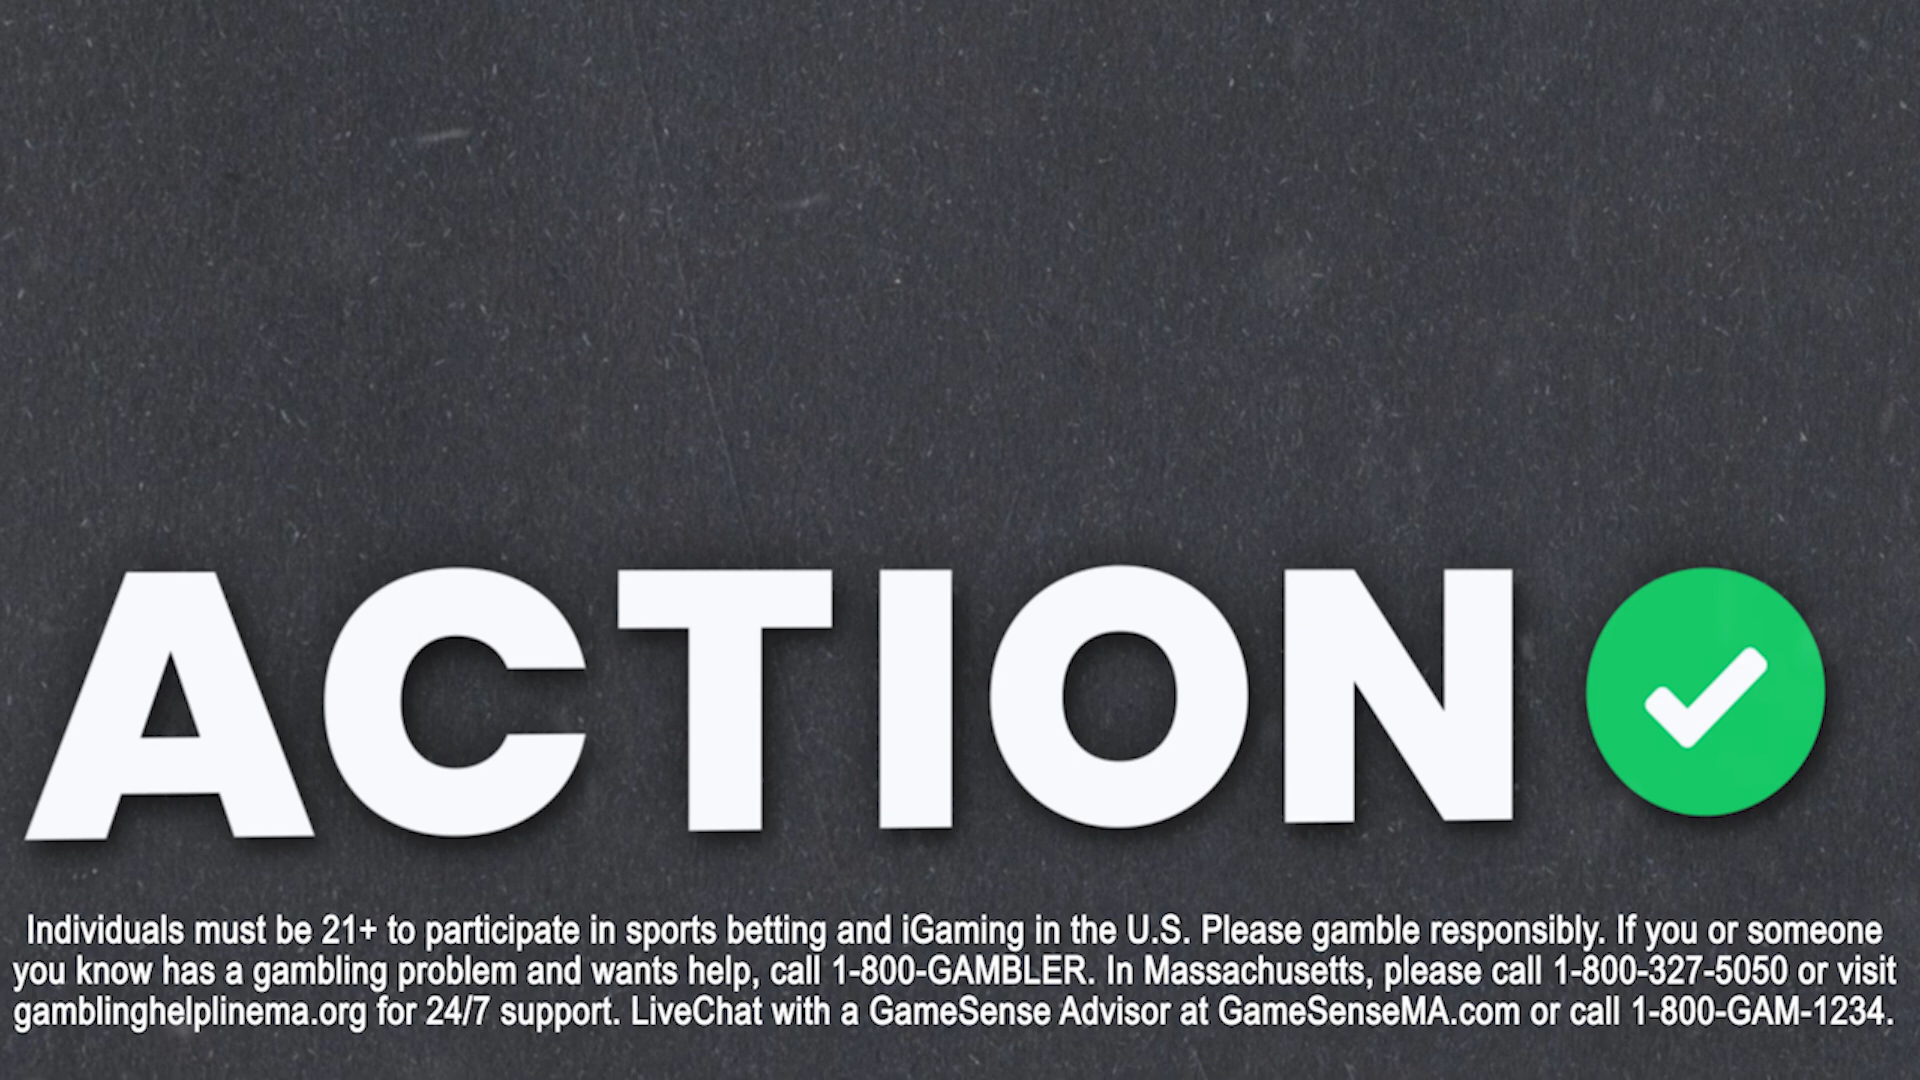 ACTION
Individuals must be 21+ to participate in sports betting and iGaming in the U.S. Please gamble responsibly. If you or someone
you know has a gambling problem and wants help, call 1-800-GAMBLER. In Massachusetts, please call 1-800-327-5050 or visit
gamblinghelplinema.org for 24/7 support. LiveChat with a GameSense Advisor at GameSenseMA.com or call 1-800-GAM-1234.